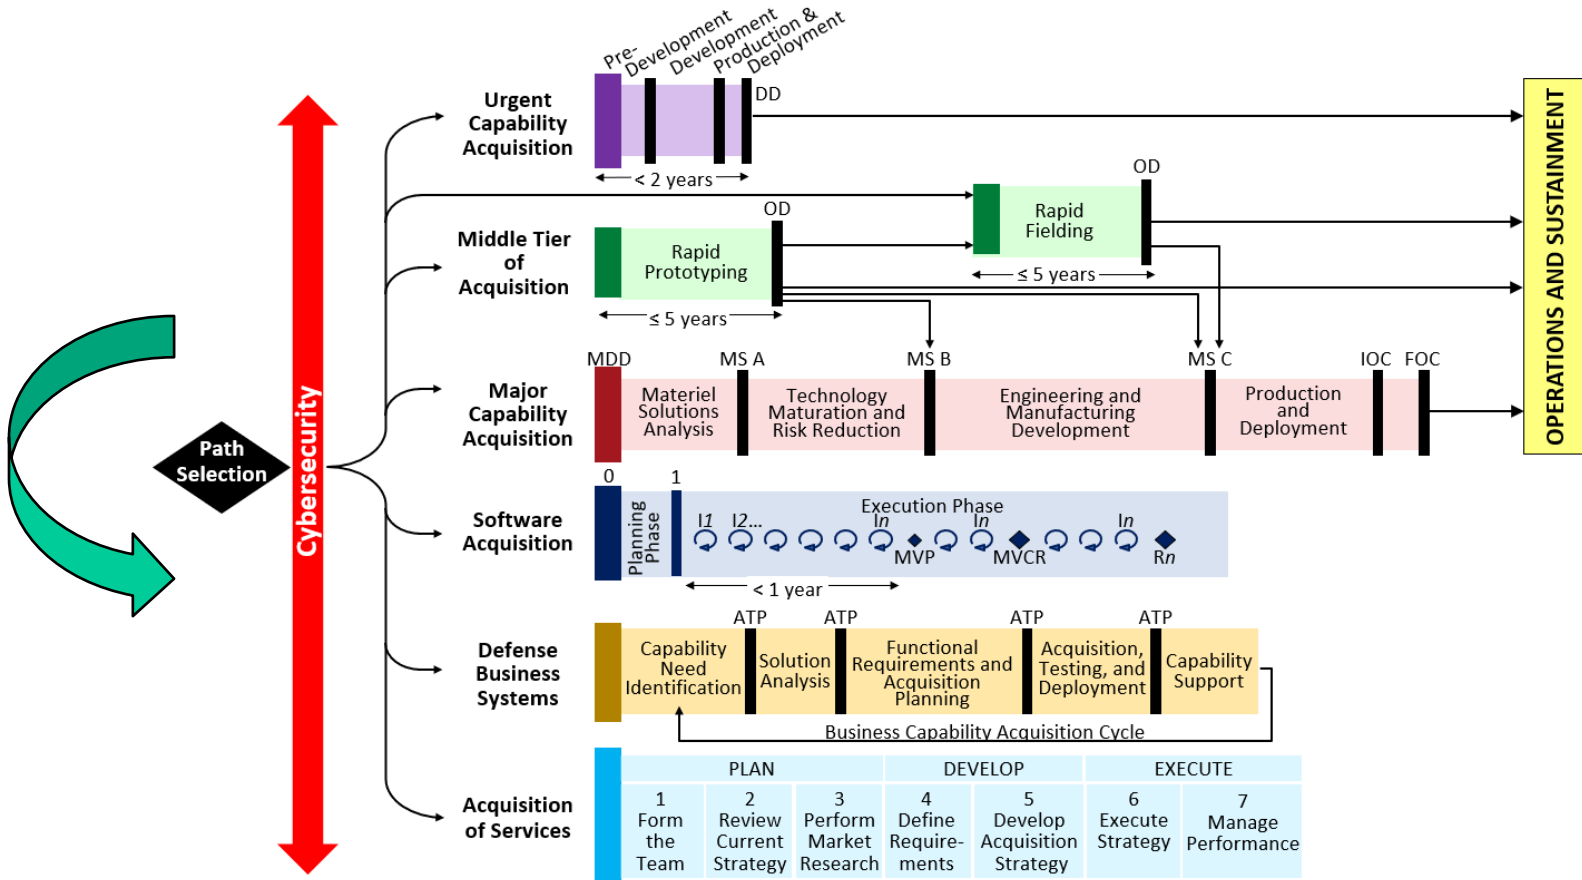 Pre-
Development
Development
Production &
Deployment
Urgent
Capability
Acquisition
DD
< 2 years
OPERATIONS AND SUSTAINMENT
Middle Tier
of
Acquisition
OD
Rapid
Prototyping
≤ 5 years
OD
Rapid
Fielding
≤ 5 years
Path
Selection
Cybersecurity
Major
Capability
Acquisition
MDD
MS A
MS B
MS C
IOC
FOC
Materiel
Solutions
Analysis
Technology
Maturation and
Risk Reduction
Engineering and
Manufacturing
Development
Production
and
Deployment
Software
Acquisition
0
1
Planning
Phase
Execution Phase
I1
I2...
In
In
In
MVP
MVCR
Rn
< 1 year
Defense
Business
Systems
ATP
ATP
ATP
ATP
Capability
Need
Identification
Solution
Analysis
Functional
Requirements and
Acquisition
Planning
Acquisition,
Testing, and
Deployment
Capability
Support
Business Capability Acquisition Cycle
Acquisition
of Services
PLAN
DEVELOP
EXECUTE
1
Form
the
Team
2
Review
Current
Strategy
3
Perform
Market
Research
4
Define
Require-
ments
5
Develop
Acquisition
Strategy
6
Execute
Strategy
7
Manage
Performance